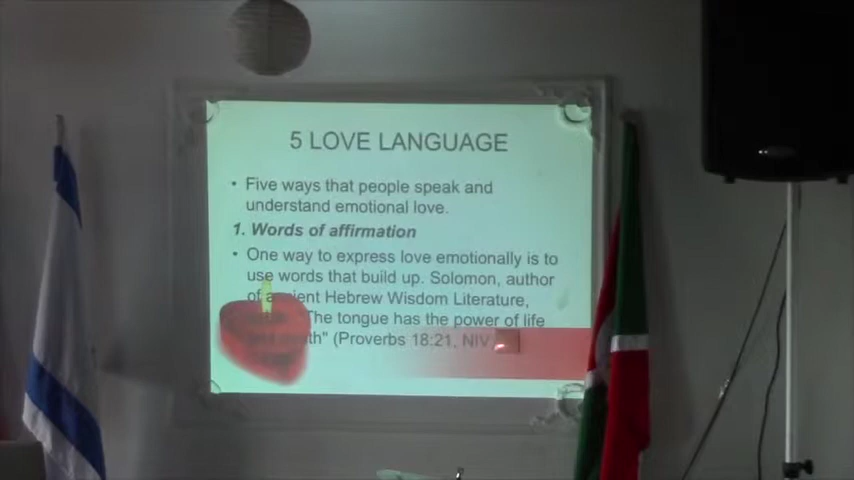 5 LOVE LANGUAGE
• Five ways that people speak and
understand emotional love.
1. Words of affirmation
• One way to express love emotionally is to
use words that build up. Solomon, author
of ancient Hebrew Wisdom Literature,
The tongue has the power of life
(Proverbs 18:21, NIV